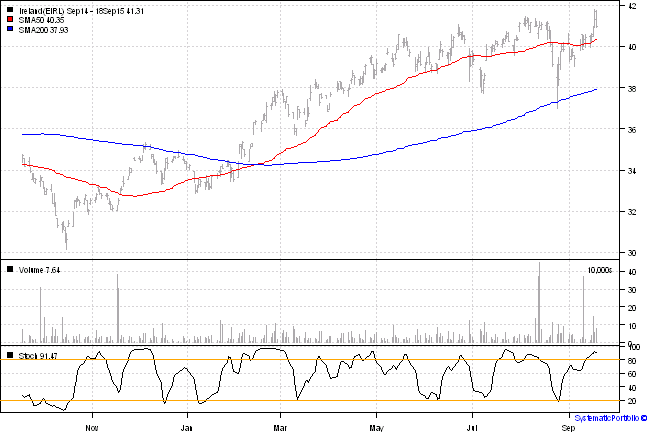 Ireland(EIRL) Sep14 - 18Sep15 41.31
SMA50 40.35
SMA200 37.93
42
40
38
36
34
32
30
Volume 7.64
10,000s
40
30
20
10
0
Stoch 91.47
100
80
60
40
20
Nov
Jan
Mar
May
Jul
Sep
SystematicPortfolio ©